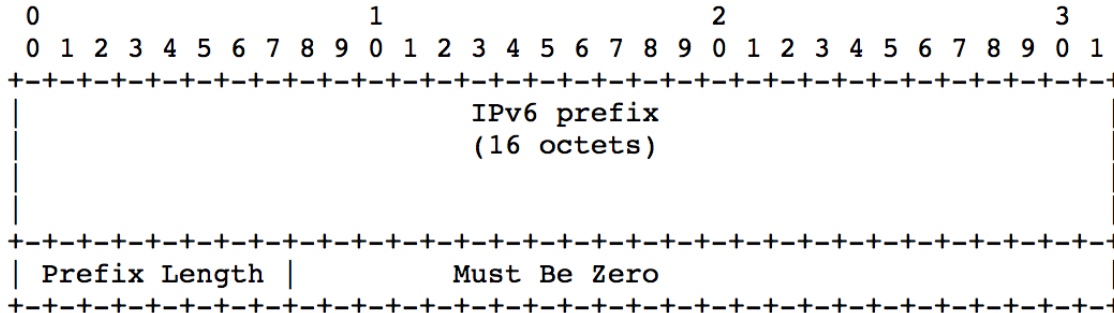 0                   1                   2                   3
0 1 2 3 4 5 6 7 8 9 0 1 2 3 4 5 6 7 8 9 0 1 2 3 4 5 6 7 8 9 0 1
+-+-+-+-+-+-+-+-+-+-+-+-+-+-+-+-+-+-+-+-+-+-+-+-+-+-+-+-+-+-+-+-+
| IPv6 prefix |
| (16 octets) |
| |
| |
+-+-+-+-+-+-+-+-+-+-+-+-+-+-+-+-+-+-+-+-+-+-+-+-+-+-+-+-+-+-+-+-+
| Prefix Length | Must Be Zero |
+-+-+-+-+-+-+-+-+-+-+-+-+-+-+-+-+-+-+-+-+-+-+-+-+-+-+-+-+-+-+-+-+